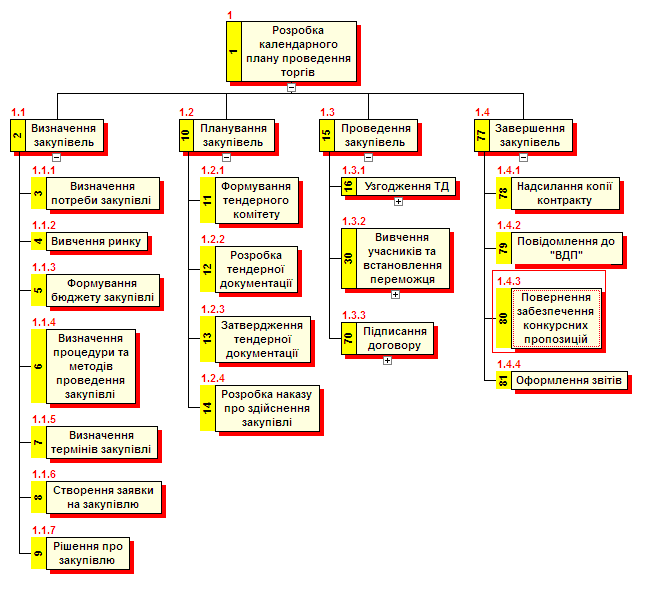 1
1
Розробка
календарного
плану проведення
торгів
1.1
2
Визначення
закупівель
1.1.1
3
Визначення
потреби закупівлі
1.1.2
4
Вивчення ринку
1.1.3
5
Формування
бюджету закупівлі
1.1.4
6
Визначення
процедури та
методів
проведення
закупівлі
1.1.5
7
Визначення
термінів закупівлі
1.1.6
8
Створення заявки
на закупівлю
1.1.7
9
Рішення про
закупівлю
1.2
10
Планування
закупівель
1.2.1
11
Формування
тендерного
комітету
1.2.2
12
Розробка
тендерної
документації
1.2.3
13
Затвердження
тендерної
документації
1.2.4
14
Розробка наказу
про здійснення
закупівлі
1.3
15
Проведення
закупівель
1.3.1
16
Узгодження ТД
1.3.2
30
Вивчення
учасників та
встановлення
переможця
1.3.3
70
Підписання
договору
1.4
77
Завершення
закупівель
1.4.1
78
Надсилання копії
контракту
1.4.2
79
Повідомлення до
"ВДП"
1.4.3
80
Повернення
забезпечення
конкурсних
пропозицій
1.4.4
81
Оформлення звітів